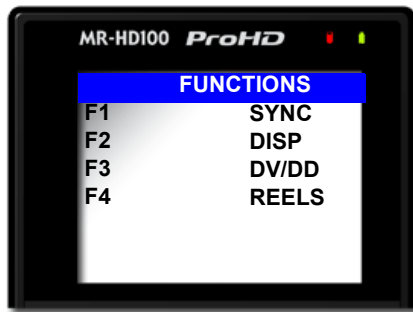 MR-HD100 ProHD
FUNCTIONS
F1 SYNC
F2 DISP
F3 DV/DD
F4 REELS